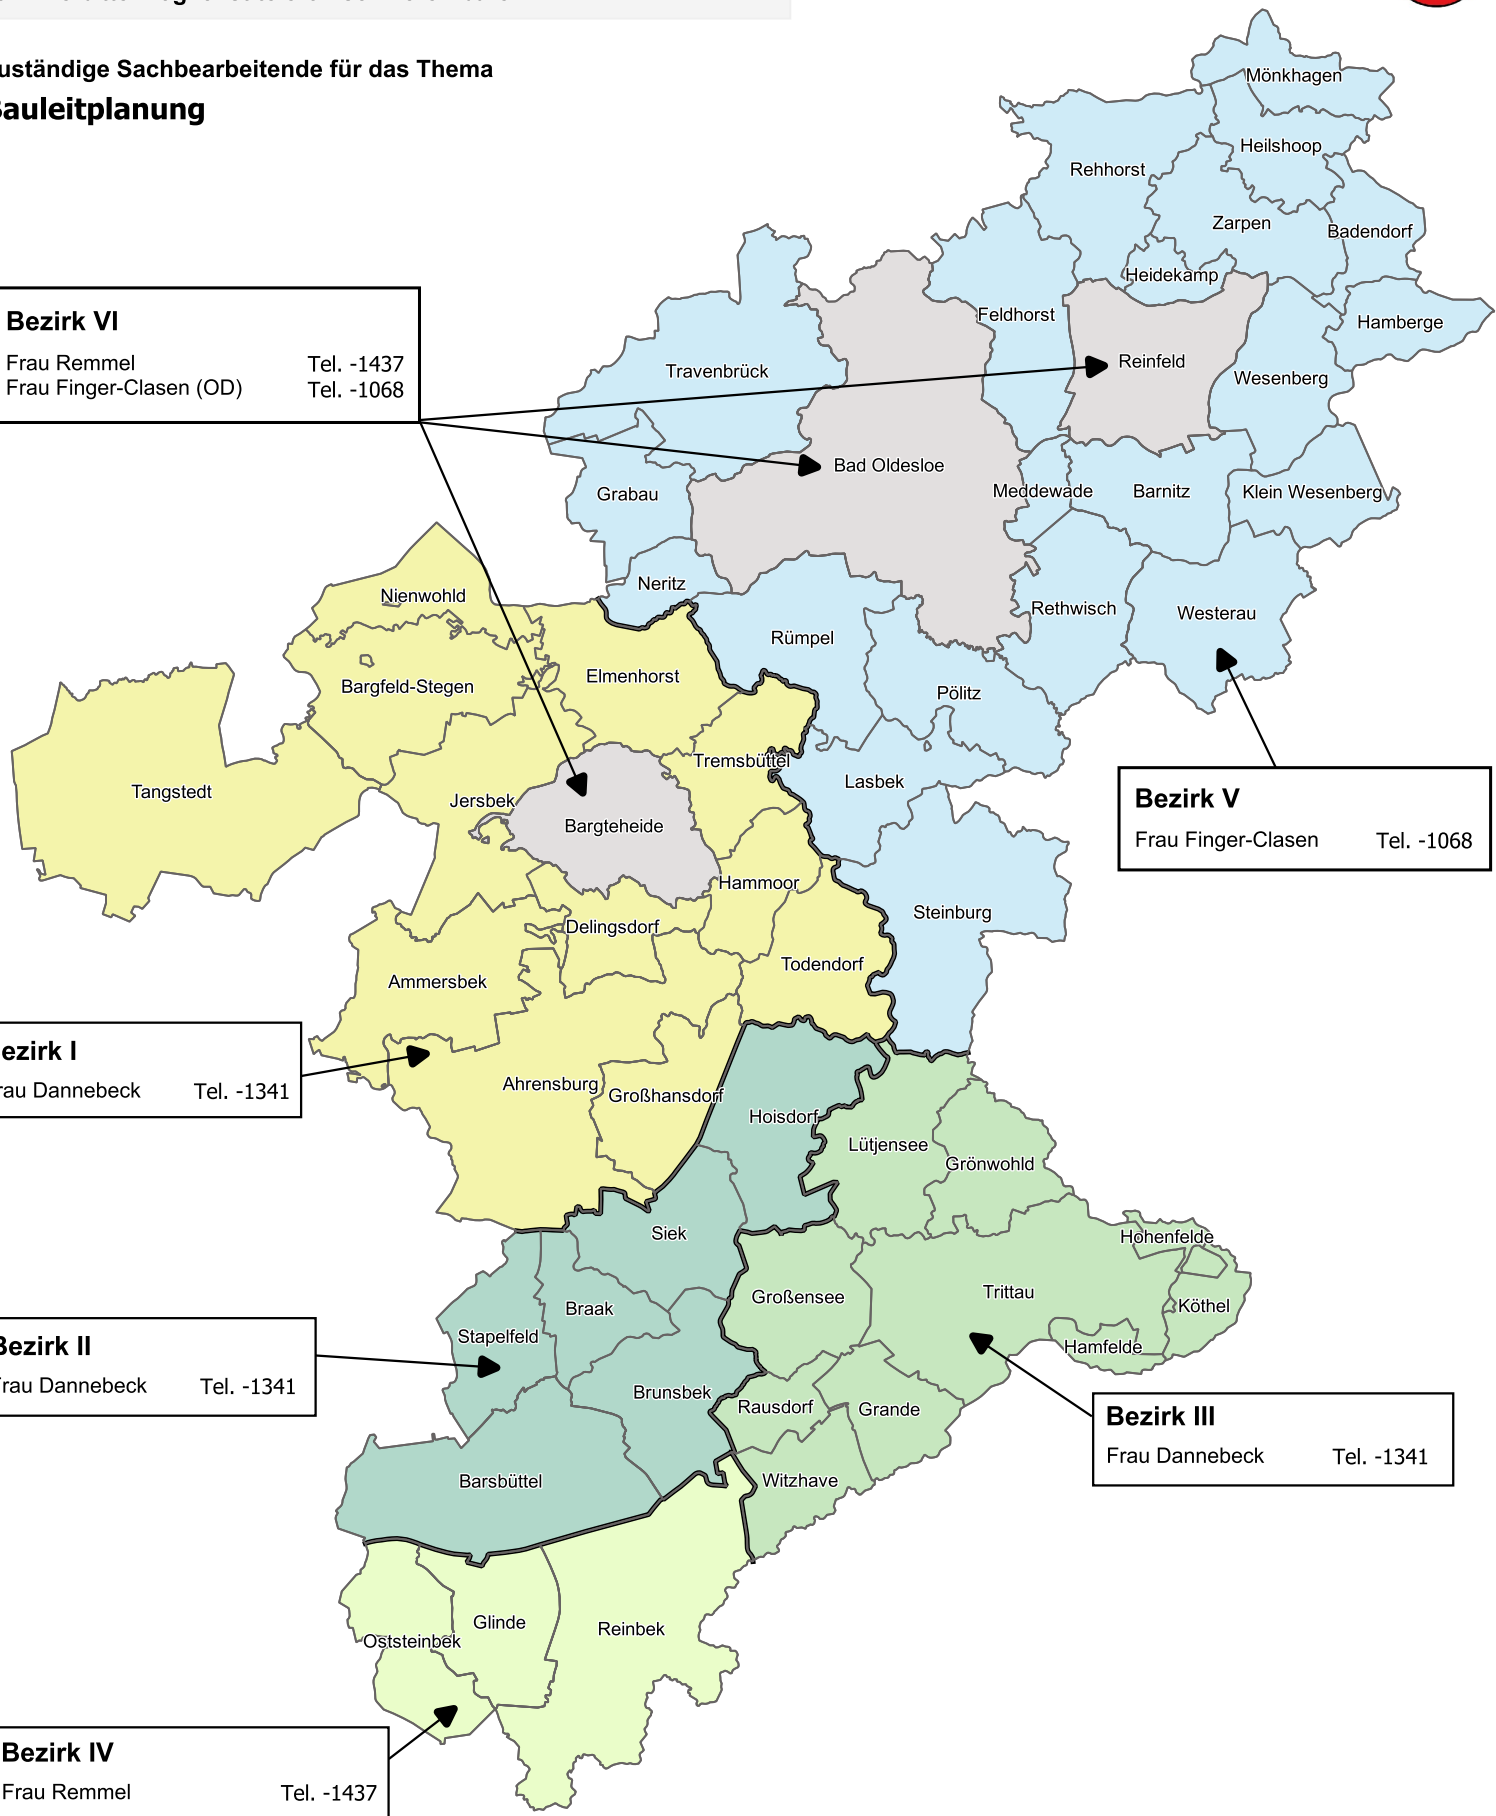 uständige Sachbearbeitende für das Thema
Bauleitplanung
Mönkhagen
Heilshoop
Rehhorst
Zarpen
Badendorf
Heidekamp
Feldhorst
Hamberge
Reinfeld
Wesenberg
Travenbrück
Bezirk VI
Frau Remmel Tel. -1437
Frau Finger-Clasen (OD) Tel. -1068
Bad Oldesloe
Grabau
Meddewade
Barnitz
Klein Wesenberg
Neritz
Nienwohld
Rethwisch
Westerau
Rümpel
Elmenhorst
Bargfeld-Stegen
Pölitz
Tremsbüttel
Lasbek
Tangstedt
Jersbek
Bargteheide
Bezirk V
Frau Finger-Clasen Tel. -1068
Hammoor
Steinburg
Delingsdorf
Todendorf
Ammersbek
ezirk I
rau Dannebeck Tel. -1341
Ahrensburg
Großhansdorf
Hoisdorf
Lütjensee
Grönwohld
Siek
Hohenfelde
Großensee
Trittau
Köthel
Braak
Stapelfeld
Hamfelde
Bezirk II
rau Dannebeck Tel. -1341
Brunsbek
Rausdorf
Grande
Bezirk III
Frau Dannebeck Tel. -1341
Barsbüttel
Witzhave
Glinde
Reinbek
Oststeinbek
Bezirk IV
Frau Remmel Tel. -1437